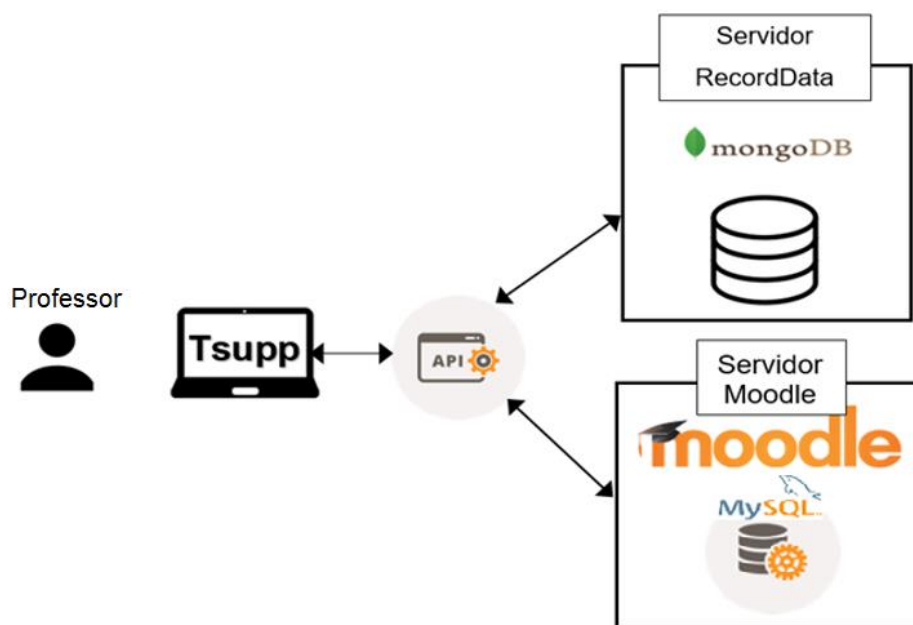 Servidor
RecordData
mongoDB
Professor
Tsupp
API
Servidor
Moodle
moodle
MySQL